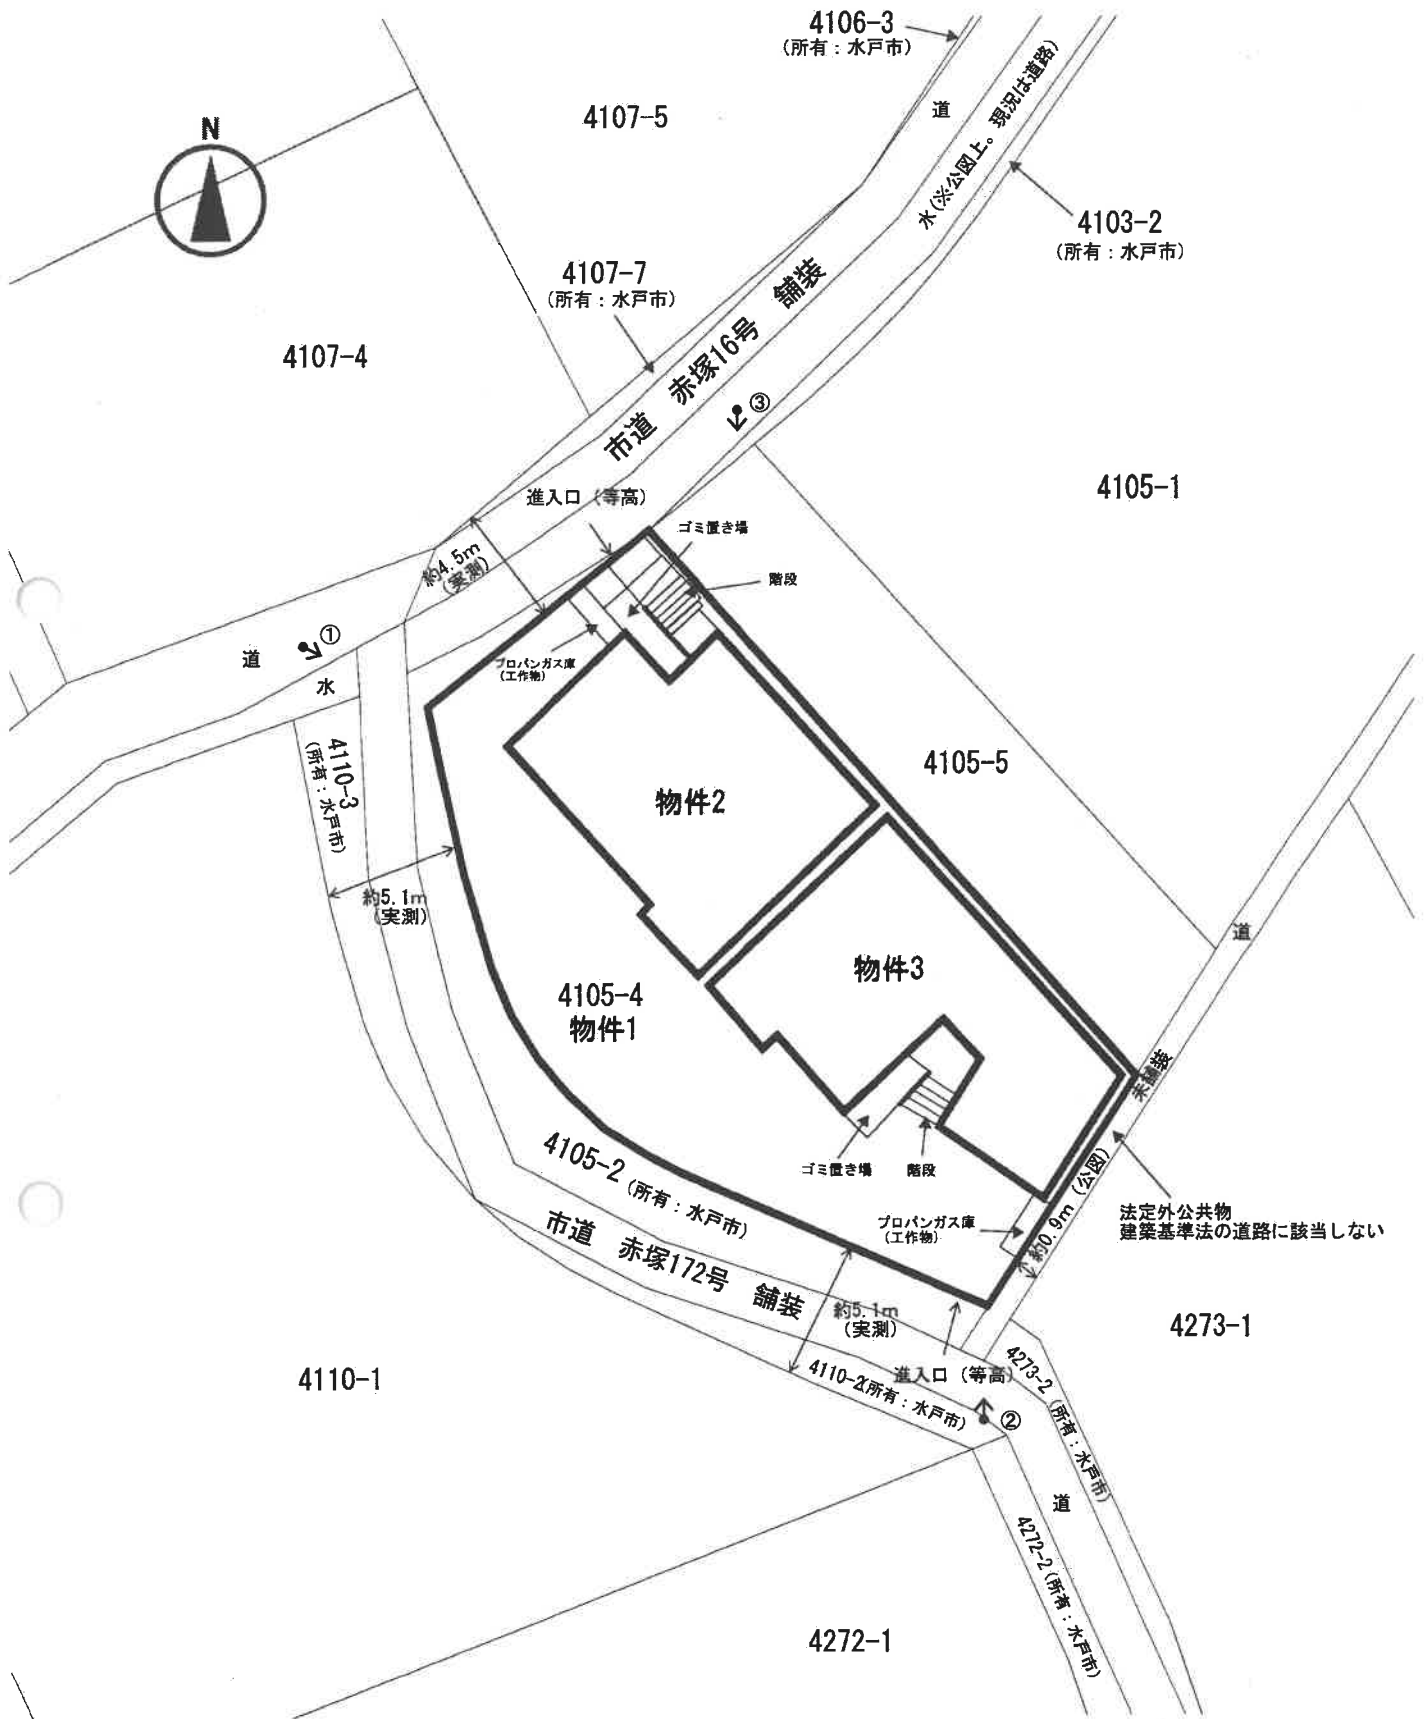 4106-3
(所有：水戸市)
4107-5
道
水(※公図上。現況は道路)
N
4103-2
(所有：水戸市)
4107-7
(所有：水戸市)
4107-4
市道　赤塚16号　舗装
③
4105-1
進入口（等高）
ゴミ置き場
約4.5m
(実測)
階段
①
道
水
プロパンガス庫
(工作物)
4110-3
(所有：水戸市)
4105-5
物件2
約5.1m
(実測)
道
物件3
4105-4
物件1
未舗装
4105-2 (所有：水戸市)
ゴミ置き場
階段
約0.9m (公図)
法定外公共物
建築基準法の道路に該当しない
プロパンガス庫
(工作物)
市道　赤塚172号　舗装
約5.1m
(実測)
4273-1
4110-1
4110-2(所有：水戸市)
進入口（等高）
4273-2 (所有：水戸市)
②
道
4272-2 (所有：水戸市)
4272-1